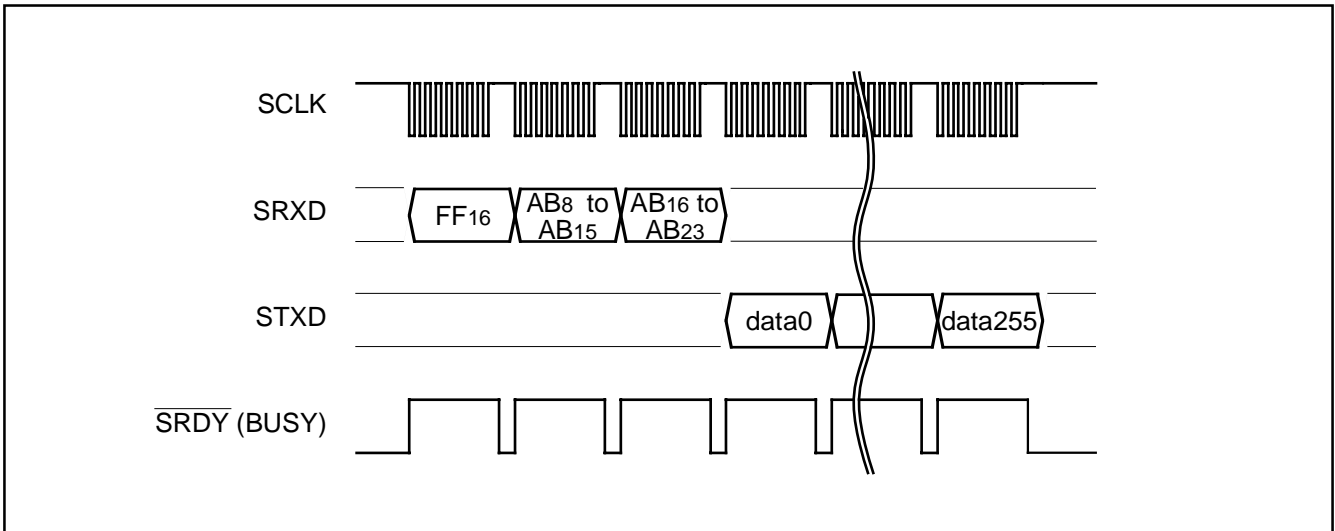 SCLK
SRXD
FF16
AB8 to
AB15
AB16 to
AB23
STXD
data0
data255
SRDY (BUSY)